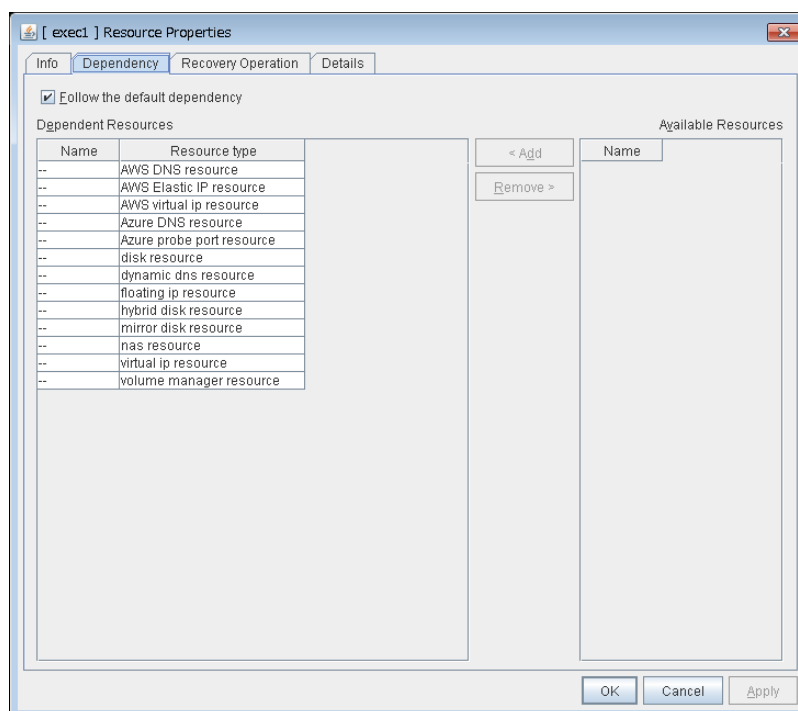 [ exec1 ] Resource Properties
Info Dependency Recovery Operation Details
Follow the default dependency
Dependent Resources Available Resources
Name Resource type < Add Name
-- AWS DNS resource
-- AWS Elastic IP resource Remove >
-- AWS virtual ip resource
-- Azure DNS resource
-- Azure probe port resource
-- disk resource
-- dynamic dns resource
-- floating ip resource
-- hybrid disk resource
-- mirror disk resource
-- nas resource
-- virtual ip resource
-- volume manager resource
OK Cancel Apply